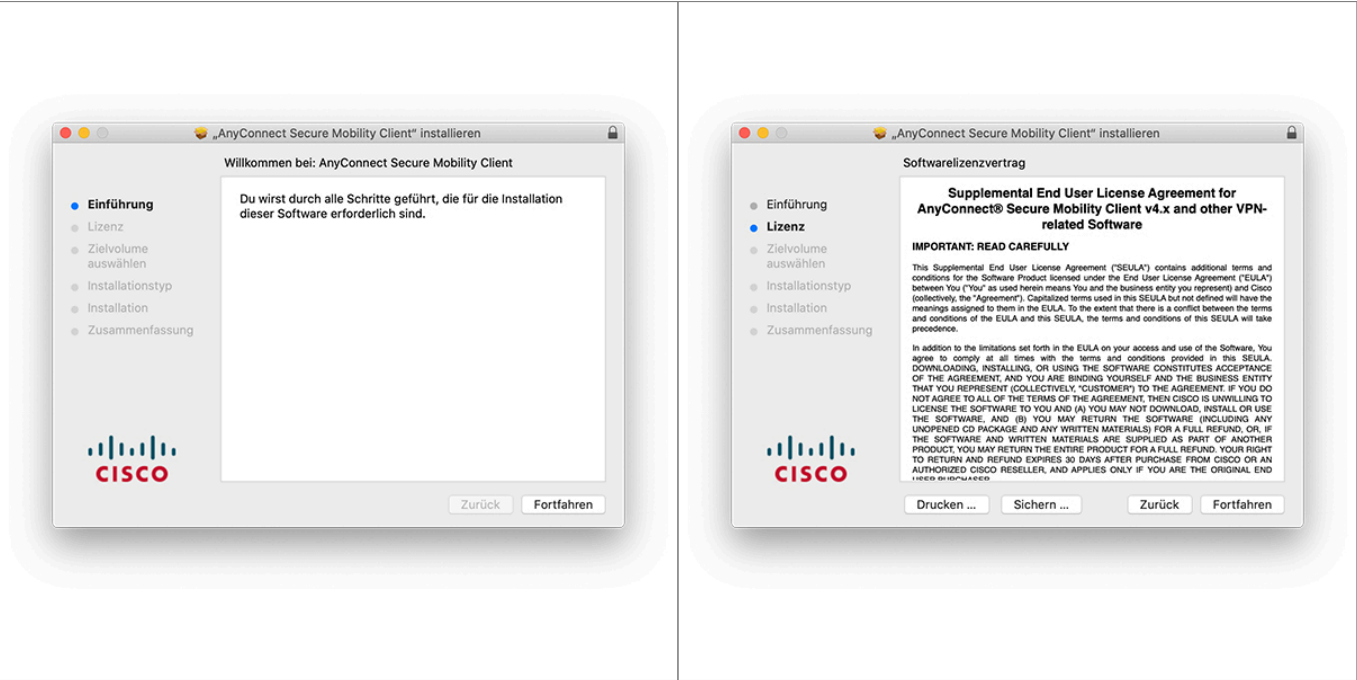 „AnyConnect Secure Mobility Client“ installieren
Willkommen bei: AnyConnect Secure Mobility Client
Einführung
Lizenz
Zielvolume
auswählen
Installationstyp
Installation
Zusammenfassung
Du wirst durch alle Schritte geführt, die für die Installation
dieser Software erforderlich sind.
CISCO
Zurück
Fortfahren
„AnyConnect Secure Mobility Client“ installieren
Softwarelizenzvertrag
Einführung
Lizenz
Zielvolume
auswählen
Installationstyp
Installation
Zusammenfassung
Supplemental End User License Agreement for
AnyConnect® Secure Mobility Client v4.x and other VPN-
related Software
IMPORTANT: READ CAREFULLY
This Supplemental End User License Agreement ("SEULA") contains additional terms and
conditions for the Software Product licensed under the End User License Agreement ("EULA")
between You ("You" as used herein means You and the business entity you represent) and Cisco
(collectively, the "Agreement"). Capitalized terms used in this SEULA but not defined will have the
meanings assigned to them in the EULA. To the extent that there is a conflict between the terms
and conditions of the EULA and this SEULA, the terms and conditions of this SEULA will take
precedence.
In addition to the limitations set forth in the EULA on your access and use of the Software, You
agree to comply at all times with the terms and conditions provided in this SEULA.
DOWNLOADING, INSTALLING, OR USING THE SOFTWARE CONSTITUTES ACCEPTANCE
OF THE AGREEMENT, AND YOU ARE BINDING YOURSELF AND THE BUSINESS ENTITY
THAT YOU REPRESENT (COLLECTIVELY, "CUSTOMER") TO THE AGREEMENT. IF YOU DO
NOT AGREE TO ALL OF THE TERMS OF THE AGREEMENT, THEN CISCO IS UNWILLING TO
LICENSE THE SOFTWARE TO YOU AND (A) YOU MAY NOT DOWNLOAD, INSTALL OR USE
THE SOFTWARE, AND (B) YOU MAY RETURN THE SOFTWARE (INCLUDING ANY
UNOPENED CD PACKAGE AND ANY WRITTEN MATERIALS) FOR A FULL REFUND, OR, IF
THE SOFTWARE AND WRITTEN MATERIALS ARE SUPPLIED AS PART OF ANOTHER
PRODUCT, YOU MAY RETURN THE ENTIRE PRODUCT FOR A FULL REFUND. YOUR RIGHT
TO RETURN AND REFUND EXPIRES 30 DAYS AFTER PURCHASE FROM CISCO OR AN
AUTHORIZED CISCO RESELLER, AND APPLIES ONLY IF YOU ARE THE ORIGINAL END
USER PURCHASER
CISCO
Drucken ...
Sichern ...
Zurück
Fortfahren